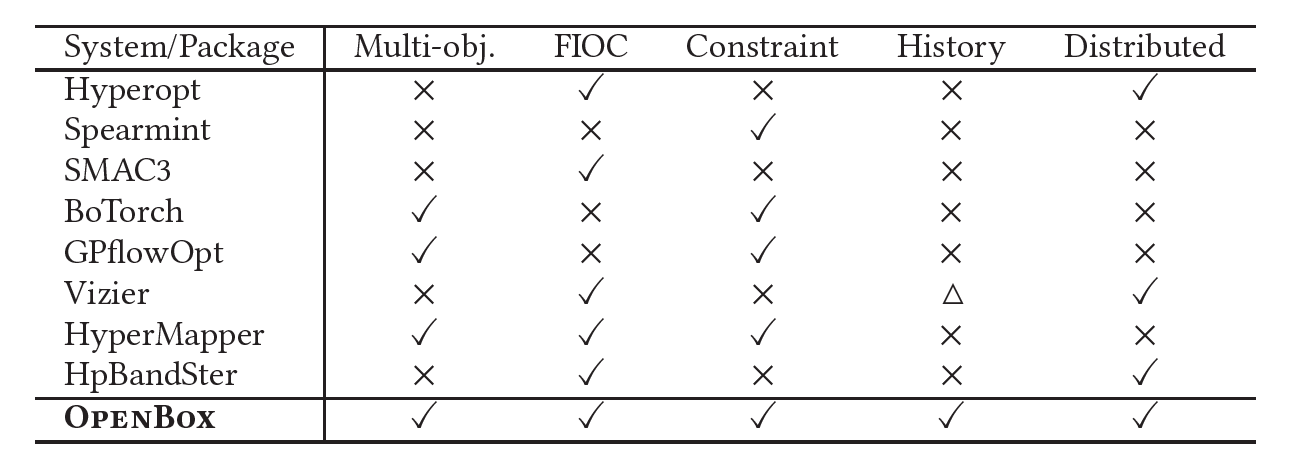 System/Package Multi-obj. FIOC Constraint History Distributed
Hyperopt × ✓ × × ✓
Spearmint × × ✓ × ×
SMAC3 × ✓ × × ×
BoTorch ✓ × ✓ × ×
GPflowOpt ✓ × ✓ × ×
Vizier × ✓ × △ ✓
HyperMapper ✓ ✓ ✓ × ×
HpBandSter × ✓ × × ✓
OPENBOX ✓ ✓ ✓ ✓ ✓